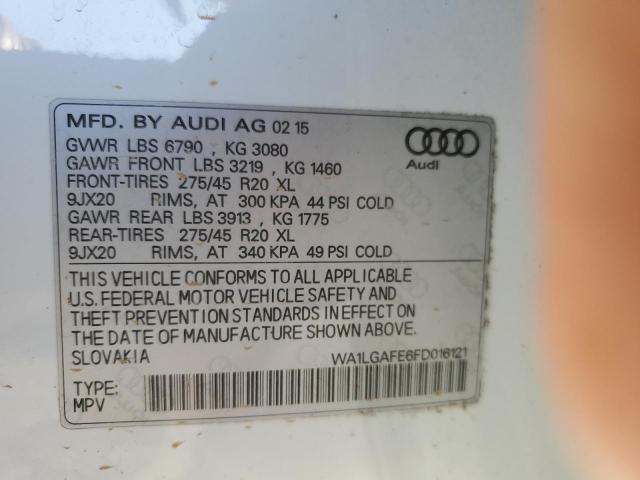 MFD. BY AUDI AG 02 15
GVWR LBS 6790 , KG 3080
GAWR FRONT LBS 3219 , KG 1460
FRONT-TIRES 275/45 R20 XL
9JX20 RIMS, AT 300 KPA 44 PSI COLD
GAWR REAR LBS 3913 , KG 1775
REAR-TIRES 275/45 R20 XL
9JX20 RIMS, AT 340 KPA 49 PSI COLD
Audi
THIS VEHICLE CONFORMS TO ALL APPLICABLE
U.S. FEDERAL MOTOR VEHICLE SAFETY AND
THEFT PREVENTION STANDARDS IN EFFECT ON
THE DATE OF MANUFACTURE SHOWN ABOVE.
SLOVAKIA WA1LGAFE6FD016121
TYPE:
MPV